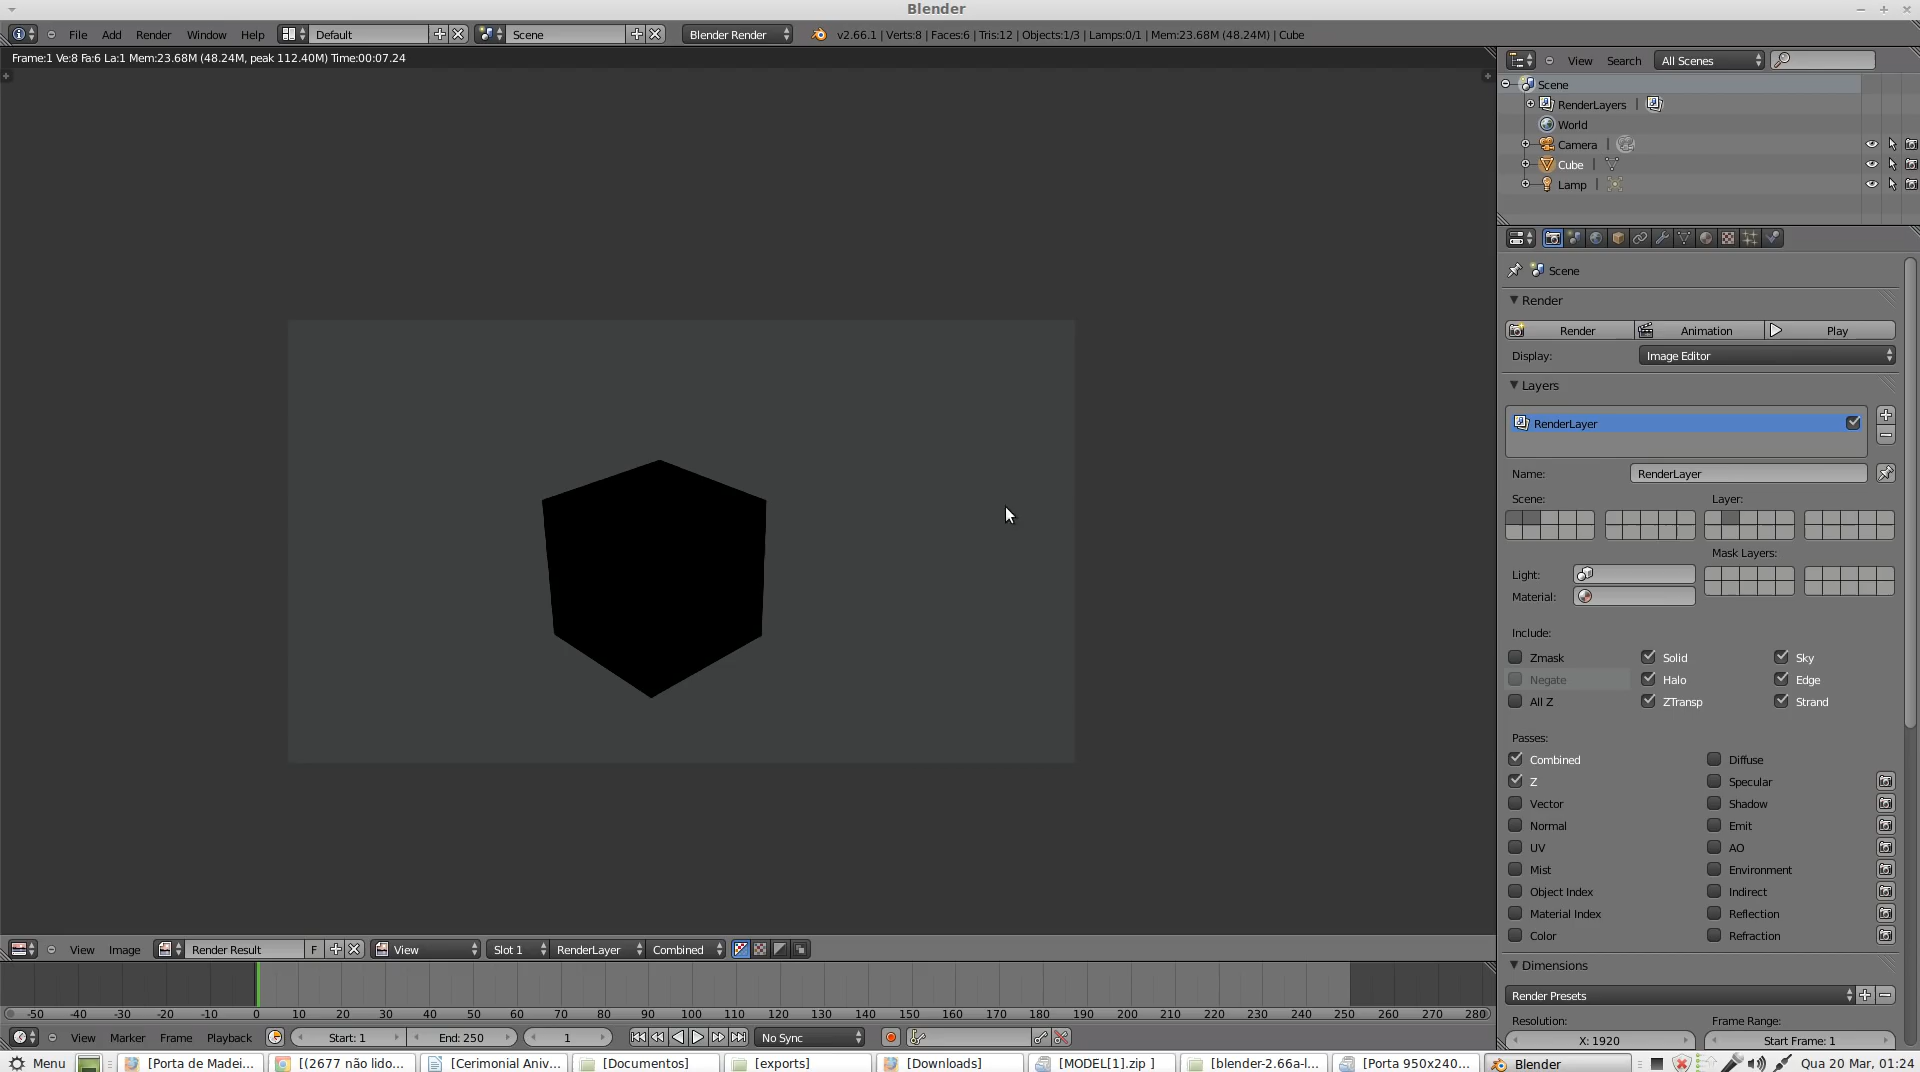 Blender
File Add Render Window Help Default Scene Blender Render v2.66.1 | Verts:8 | Faces:6 | Tris:12 | Objects:1/3 | Lamps:0/1 | Mem:23.68M (48.24M) | Cube
Frame:1 Ve:8 Fa:6 La:1 Mem:23.68M (48.24M, peak 112.40M) Time:00:07.24
View Search All Scenes
Scene
RenderLayers |
World
Camera |
Cube |
Lamp |
Scene
Render
Render Animation Play
Display: Image Editor
Layers
RenderLayer
Name: RenderLayer
Scene: Layer:
Mask Layers:
Light:
Material:
Include:
Zmask Solid Sky
Negate Halo Edge
All Z ZTransp Strand
Passes:
Combined Diffuse
Z Specular
Vector Shadow
Normal Emit
UV AO
Mist Environment
Object Index Indirect
Material Index Reflection
Color Refraction
Dimensions
Render Presets
Resolution: Frame Range:
X: 1920 Start Frame: 1
View Image Render Result F View Slot 1 RenderLayer Combined
-50 -40 -30 -20 -10 0 10 20 30 40 50 60 70 80 90 100 110 120 130 140 150 160 170 180 190 200 210 220 230 240 250 260 270 280
View Marker Frame Playback Start: 1 End: 250 1 No Sync
Menu [Porta de Madei... [(2677 não lido... [Cerimonial Aniv... [Documentos] [exports] [Downloads] [MODEL[1].zip ] [blender-2.66a-l... [Porta 950x240... Blender Qua 20 Mar, 01:24